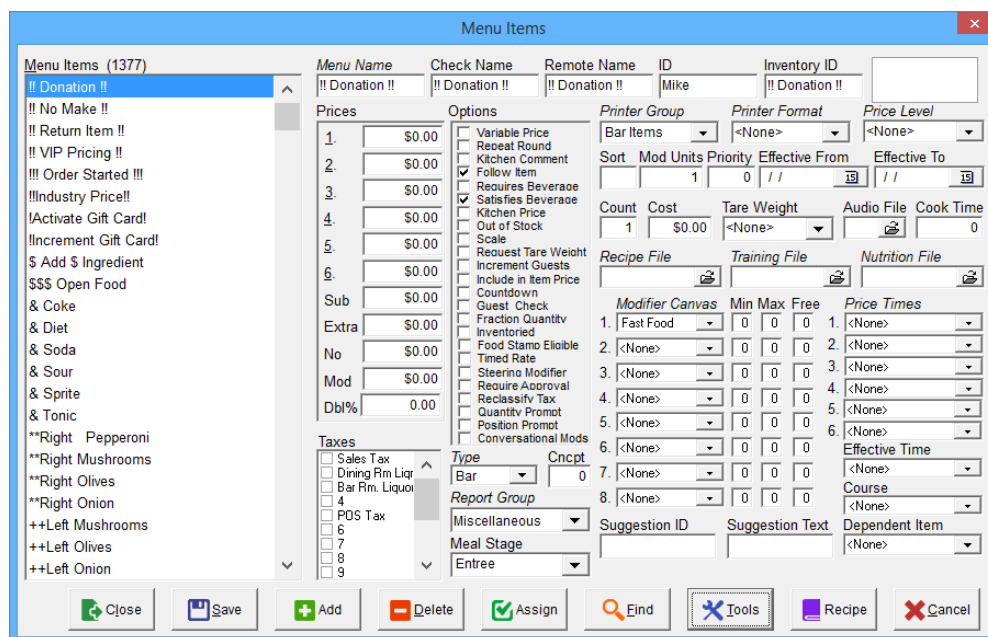 Menu Items
Menu Items (1377)
!! Donation !!
!! No Make !!
!! Return Item !!
!! VIP Pricing !!
!!! Order Started !!!
!!Industry Price!!
!Activate Gift Card!
!Increment Gift Card!
$ Add $ Ingredient
$$$ Open Food
& Coke
& Diet
& Soda
& Sour
& Sprite
& Tonic
**Right Pepperoni
**Right Mushrooms
**Right Olives
**Right Onion
++Left Mushrooms
++Left Olives
++Left Onion
Menu Name Check Name Remote Name ID Inventory ID
!! Donation !! !! Donation !! !! Donation !! Mike
Prices
1. $0.00
2. $0.00
3. $0.00
4. $0.00
5. $0.00
6. $0.00
Sub $0.00
Extra $0.00
No $0.00
Mod $0.00
Dbl% 0.00
Taxes
Sales Tax
Dining Rm Liqr
Bar Rm. Liquor
4
POS Tax
6
7
8
9
Options
Variable Price
Repeat Round
Kitchen Comment
Follow Item
Requires Beverage
Satisfies Beverage
Kitchen Price
Out of Stock
Scale
Request Tare Weight
Increment Guests
Include in Item Price
Countdown
Guest Check
Fraction Quantity
Inventoried
Food Stamp Eligible
Timed Rate
Steering Modifier
Require Approval
Reclassify Tax
Quantity Prompt
Position Prompt
Conversational Mods
Type Cncpt
Bar 0
Report Group
Miscellaneous
Meal Stage
Entree
Printer Group Printer Format Price Level
Bar Items <None> <None>
Sort Mod Units Priority Effective From Effective To
1 0 / / 15 / / 15
Count Cost Tare Weight Audio File Cook Time
1 $0.00 <None> 0
Recipe File Training File Nutrition File
Modifier Canvas Min Max Free
1. Fast Food 0 0 0
2. <None> 0 0 0
3. <None> 0 0 0
4. <None> 0 0 0
5. <None> 0 0 0
6. <None> 0 0 0
7. <None> 0 0 0
8. <None> 0 0 0
Price Times
1. <None>
2. <None>
3. <None>
4. <None>
5. <None>
6. <None>
Effective Time
<None>
Course
<None>
Suggestion ID Suggestion Text Dependent Item
<None>
Close Save Add Delete Assign Find Tools Recipe Cancel